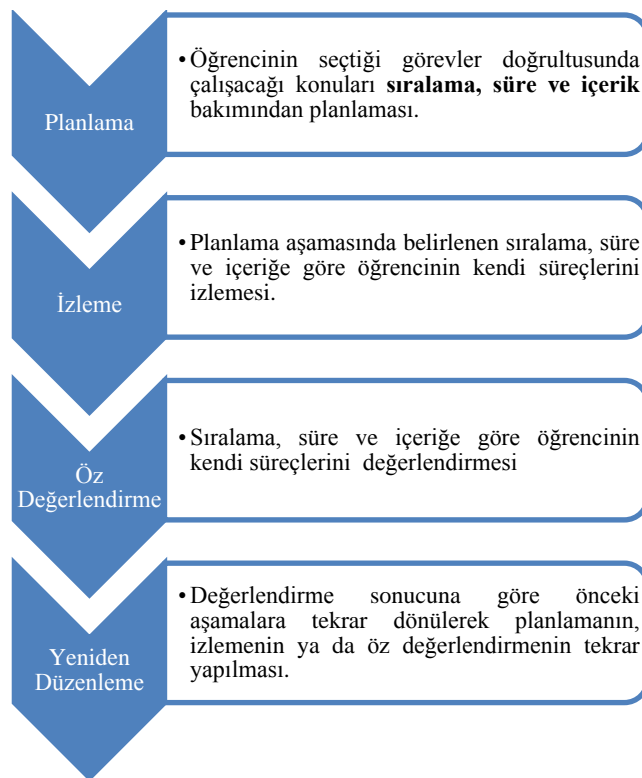 Planlama
• Öğrencinin seçtiği görevler doğrultusunda
çalışacağı konuları sıralama, süre ve içerik
bakımından planlaması.
İzleme
• Planlama aşamasında belirlenen sıralama, süre
ve içeriğe göre öğrencinin kendi süreçlerini
izlemesi.
Öz
Değerlendirme
• Sıralama, süre ve içeriğe göre öğrencinin
kendi süreçlerini değerlendirmesi
Yeniden
Düzenleme
• Değerlendirme sonucuna göre önceki
aşamalara tekrar dönülerek planlamanın,
izlemenin ya da öz değerlendirmenin tekrar
yapılması.